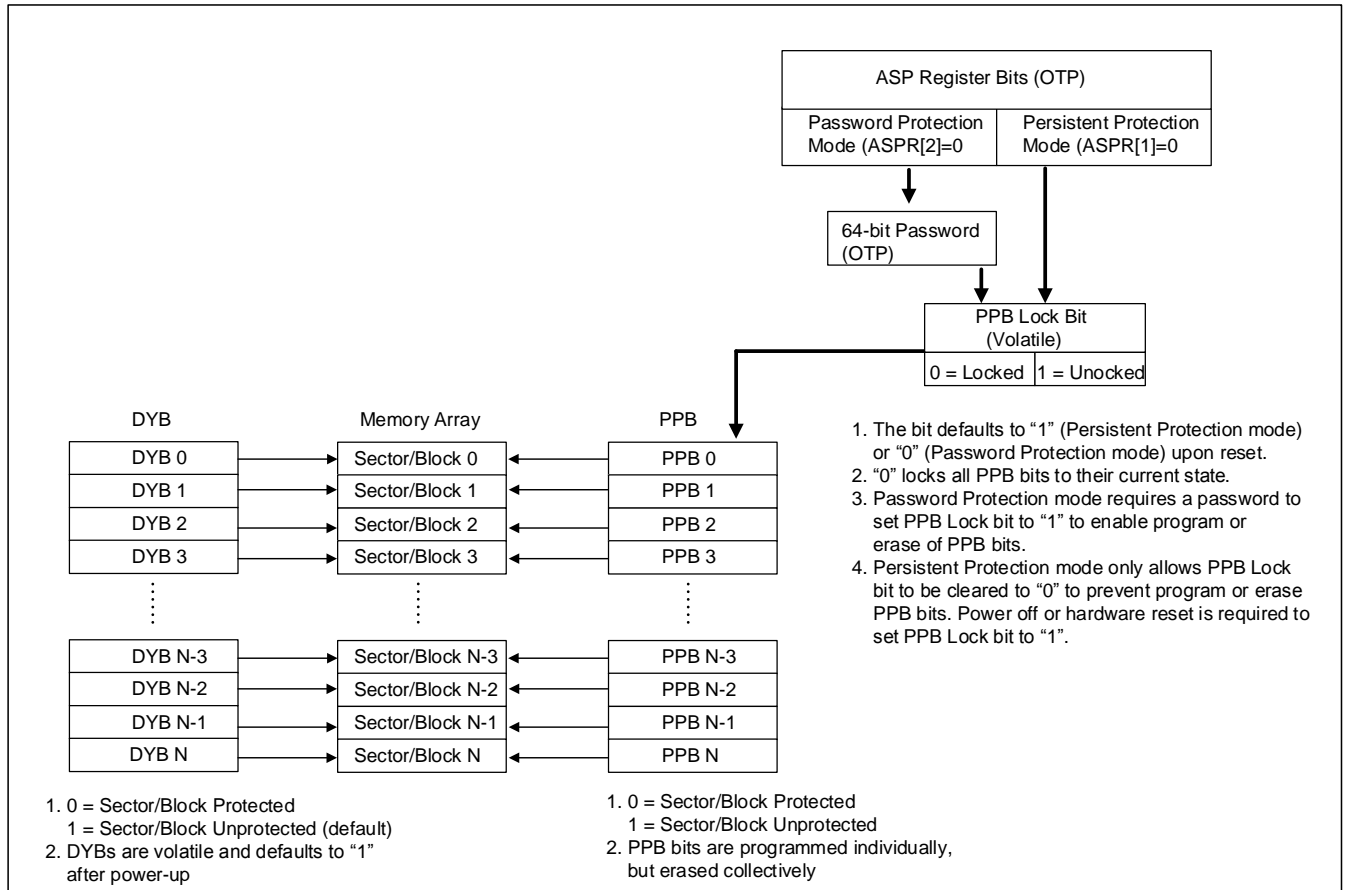 ASP Register Bits (OTP)
Password Protection
Mode (ASPR[2]=0
Persistent Protection
Mode (ASPR[1]=0
64-bit Password
(OTP)
PPB Lock Bit
(Volatile)
0 = Locked
1 = Unocked
DYB
Memory Array
PPB
DYB 0
Sector/Block 0
PPB 0
DYB 1
Sector/Block 1
PPB 1
DYB 2
Sector/Block 2
PPB 2
DYB 3
Sector/Block 3
PPB 3
DYB N-3
Sector/Block N-3
PPB N-3
DYB N-2
Sector/Block N-2
PPB N-2
DYB N-1
Sector/Block N-1
PPB N-1
DYB N
Sector/Block N
PPB N
1. The bit defaults to “1” (Persistent Protection mode)
or “0” (Password Protection mode) upon reset.
2. “0” locks all PPB bits to their current state.
3. Password Protection mode requires a password to
set PPB Lock bit to “1” to enable program or
erase of PPB bits.
4. Persistent Protection mode only allows PPB Lock
bit to be cleared to “0” to prevent program or erase
PPB bits. Power off or hardware reset is required to
set PPB Lock bit to “1”.
1. 0 = Sector/Block Protected
1 = Sector/Block Unprotected (default)
2. DYBs are volatile and defaults to “1”
after power-up
1. 0 = Sector/Block Protected
1 = Sector/Block Unprotected
2. PPB bits are programmed individually,
but erased collectively